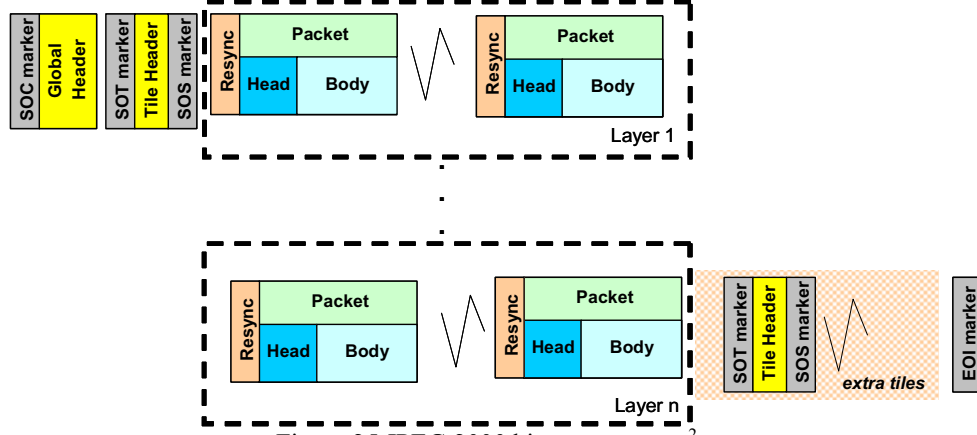 SOC marker
Global
Header
SOT marker
Tile Header
SOS marker
Resync
Packet
Head
Body
Resync
Packet
Head
Body
Layer 1
Resync
Packet
Head
Body
Resync
Packet
Head
Body
Layer n
SOT marker
Tile Header
SOS marker
extra tiles
EOI marker
2